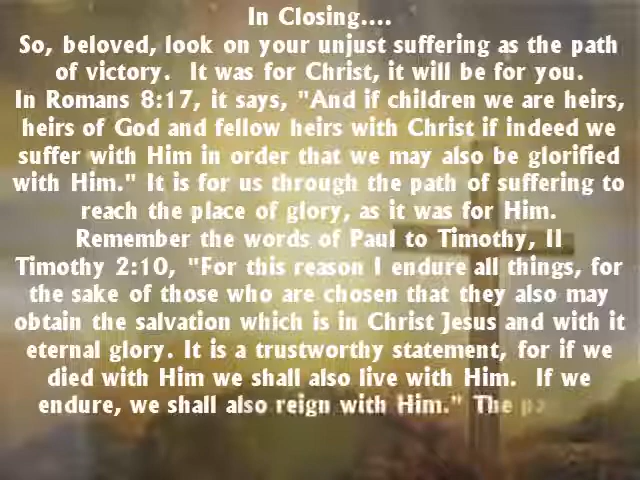 In Closing....
So, beloved, look on your unjust suffering as the path
of victory.  It was for Christ, it will be for you.
In Romans 8:17, it says, "And if children we are heirs,
heirs of God and fellow heirs with Christ if indeed we
suffer with Him in order that we may also be glorified
with Him." It is for us through the path of suffering to
reach the place of glory, as it was for Him.
Remember the words of Paul to Timothy, II
Timothy 2:10, "For this reason I endure all things, for
the sake of those who are chosen that they also may
obtain the salvation which is in Christ Jesus and with it
eternal glory. It is a trustworthy statement, for if we
died with Him we shall also live with Him.  If we
endure, we shall also reign with Him." The